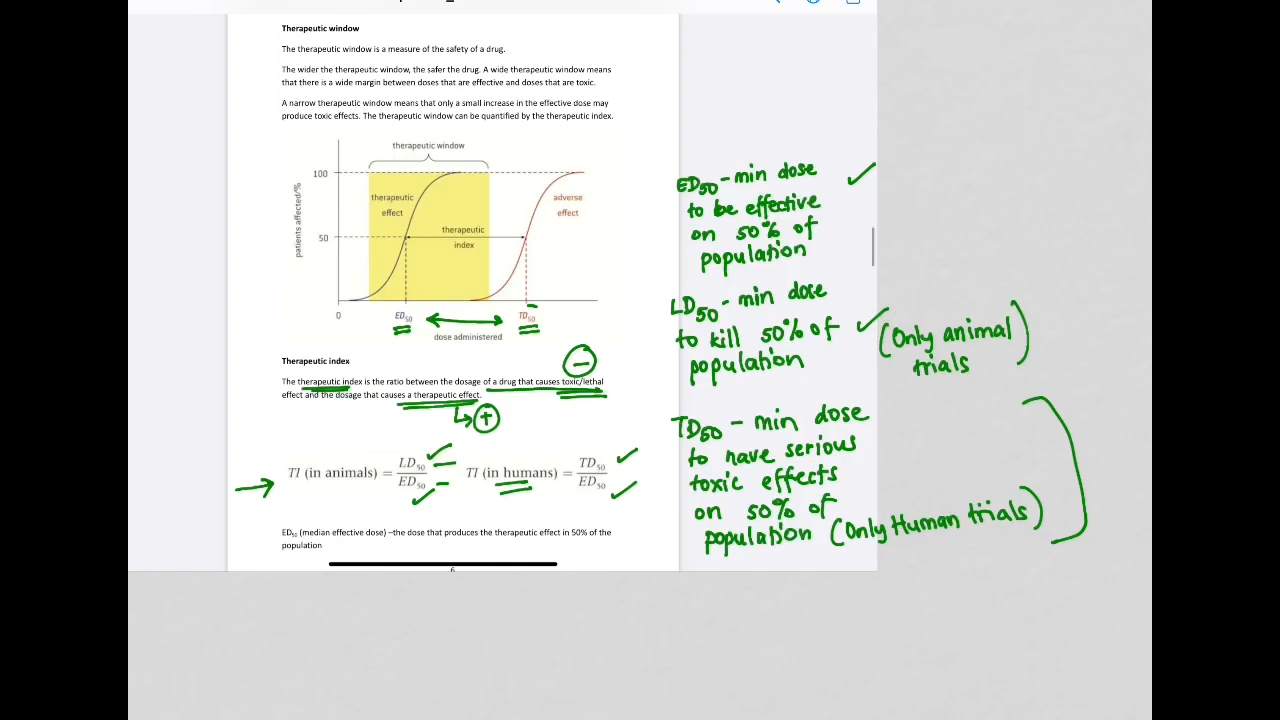 Therapeutic window
The therapeutic window is a measure of the safety of a drug.
The wider the therapeutic window, the safer the drug. A wide therapeutic window means
that there is a wide margin between doses that are effective and doses that are toxic.
A narrow therapeutic window means that only a small increase in the effective dose may
produce toxic effects. The therapeutic window can be quantified by the therapeutic index.
therapeutic window
100
therapeutic
effect
adverse
effect
patients affected/%
50
therapeutic
index
0
ED50
TD50
dose administered
Therapeutic index
The therapeutic index is the ratio between the dosage of a drug that causes toxic/lethal
effect and the dosage that causes a therapeutic effect.
−
+
TI (in animals) = LD50/ED50
TI (in humans) = TD50/ED50
ED50 (median effective dose) –the dose that produces the therapeutic effect in 50% of the
population
ED50 - min dose
to be effective
on 50% of
population
LD50 - min dose
to kill 50% of
population
(Only animal
trials)
TD50 - min dose
to have serious
toxic effects
on 50% of
population (Only Human trials)